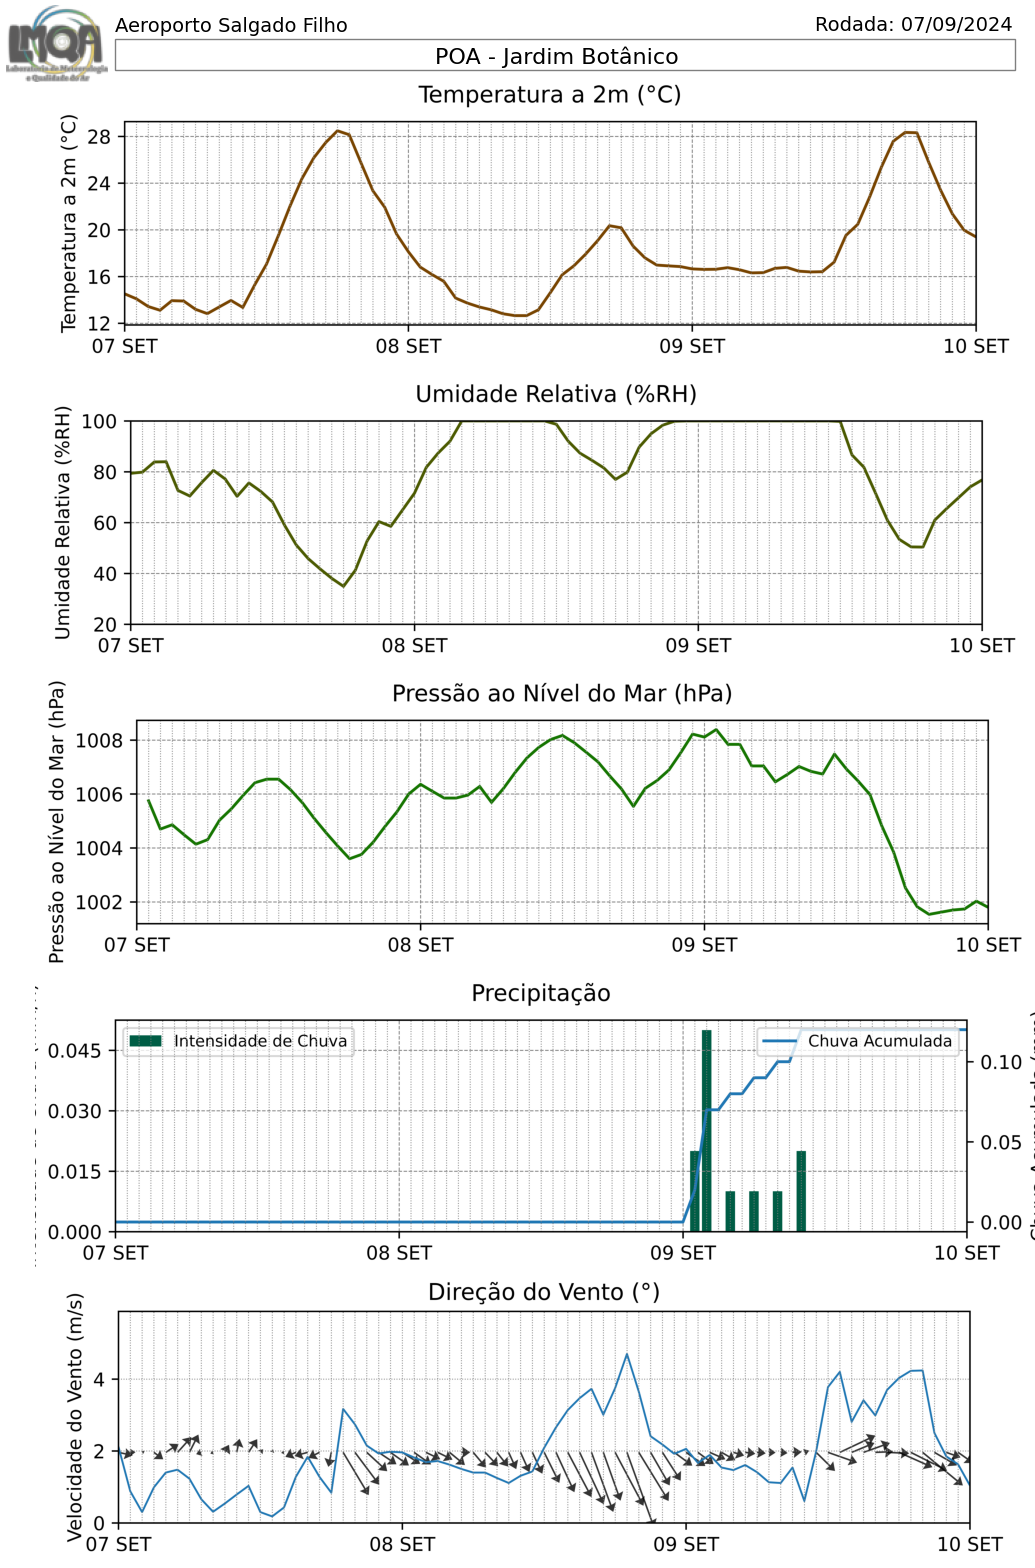 Aeroporto Salgado Filho
Rodada: 07/09/2024
LMQA
Laboratório de Meteorologia
e Qualidade do Ar
POA - Jardim Botânico
Temperatura a 2m (°C)
Temperatura a 2m (°C)
28
24
20
16
12
07 SET 08 SET 09 SET 10 SET
Umidade Relativa (%RH)
Umidade Relativa (%RH)
100
80
60
40
20
07 SET 08 SET 09 SET 10 SET
Pressão ao Nível do Mar (hPa)
Pressão ao Nível do Mar (hPa)
1008
1006
1004
1002
07 SET 08 SET 09 SET 10 SET
Precipitação
Intensidade de Chuva
Chuva Acumulada
0.045
0.030
0.015
0.000
0.10
0.05
0.00
07 SET 08 SET 09 SET 10 SET
Direção do Vento (°)
Velocidade do Vento (m/s)
4
2
0
07 SET 08 SET 09 SET 10 SET